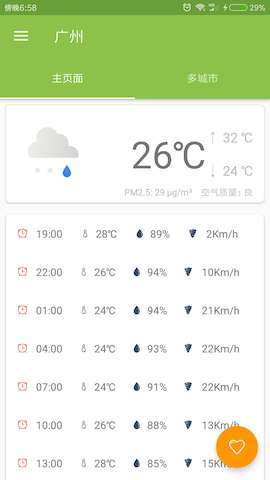 傍晚6:58 29%
广州
主页面 多城市
26℃
32 ℃
24 ℃
PM2.5: 29 μg/m³ 空气质量: 良
19:00 28℃ 89% 2Km/h
22:00 26℃ 94% 10Km/h
01:00 24℃ 94% 21Km/h
04:00 24℃ 93% 22Km/h
07:00 24℃ 91% 22Km/h
10:00 26℃ 88% 13Km/h
13:00 28℃ 85% 15Km/h